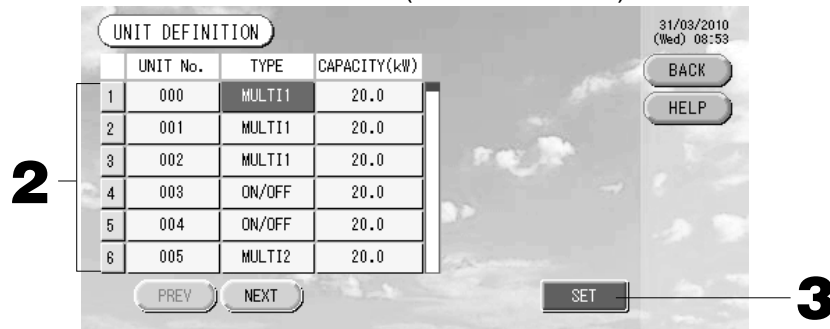 UNIT DEFINITION
31/03/2010
(Wed) 08:53
BACK
HELP
UNIT No. TYPE CAPACITY(kW)
1 000 MULTI1 20.0
2 001 MULTI1 20.0
3 002 MULTI1 20.0
4 003 ON/OFF 20.0
5 004 ON/OFF 20.0
6 005 MULTI2 20.0
2
PREV NEXT SET
3